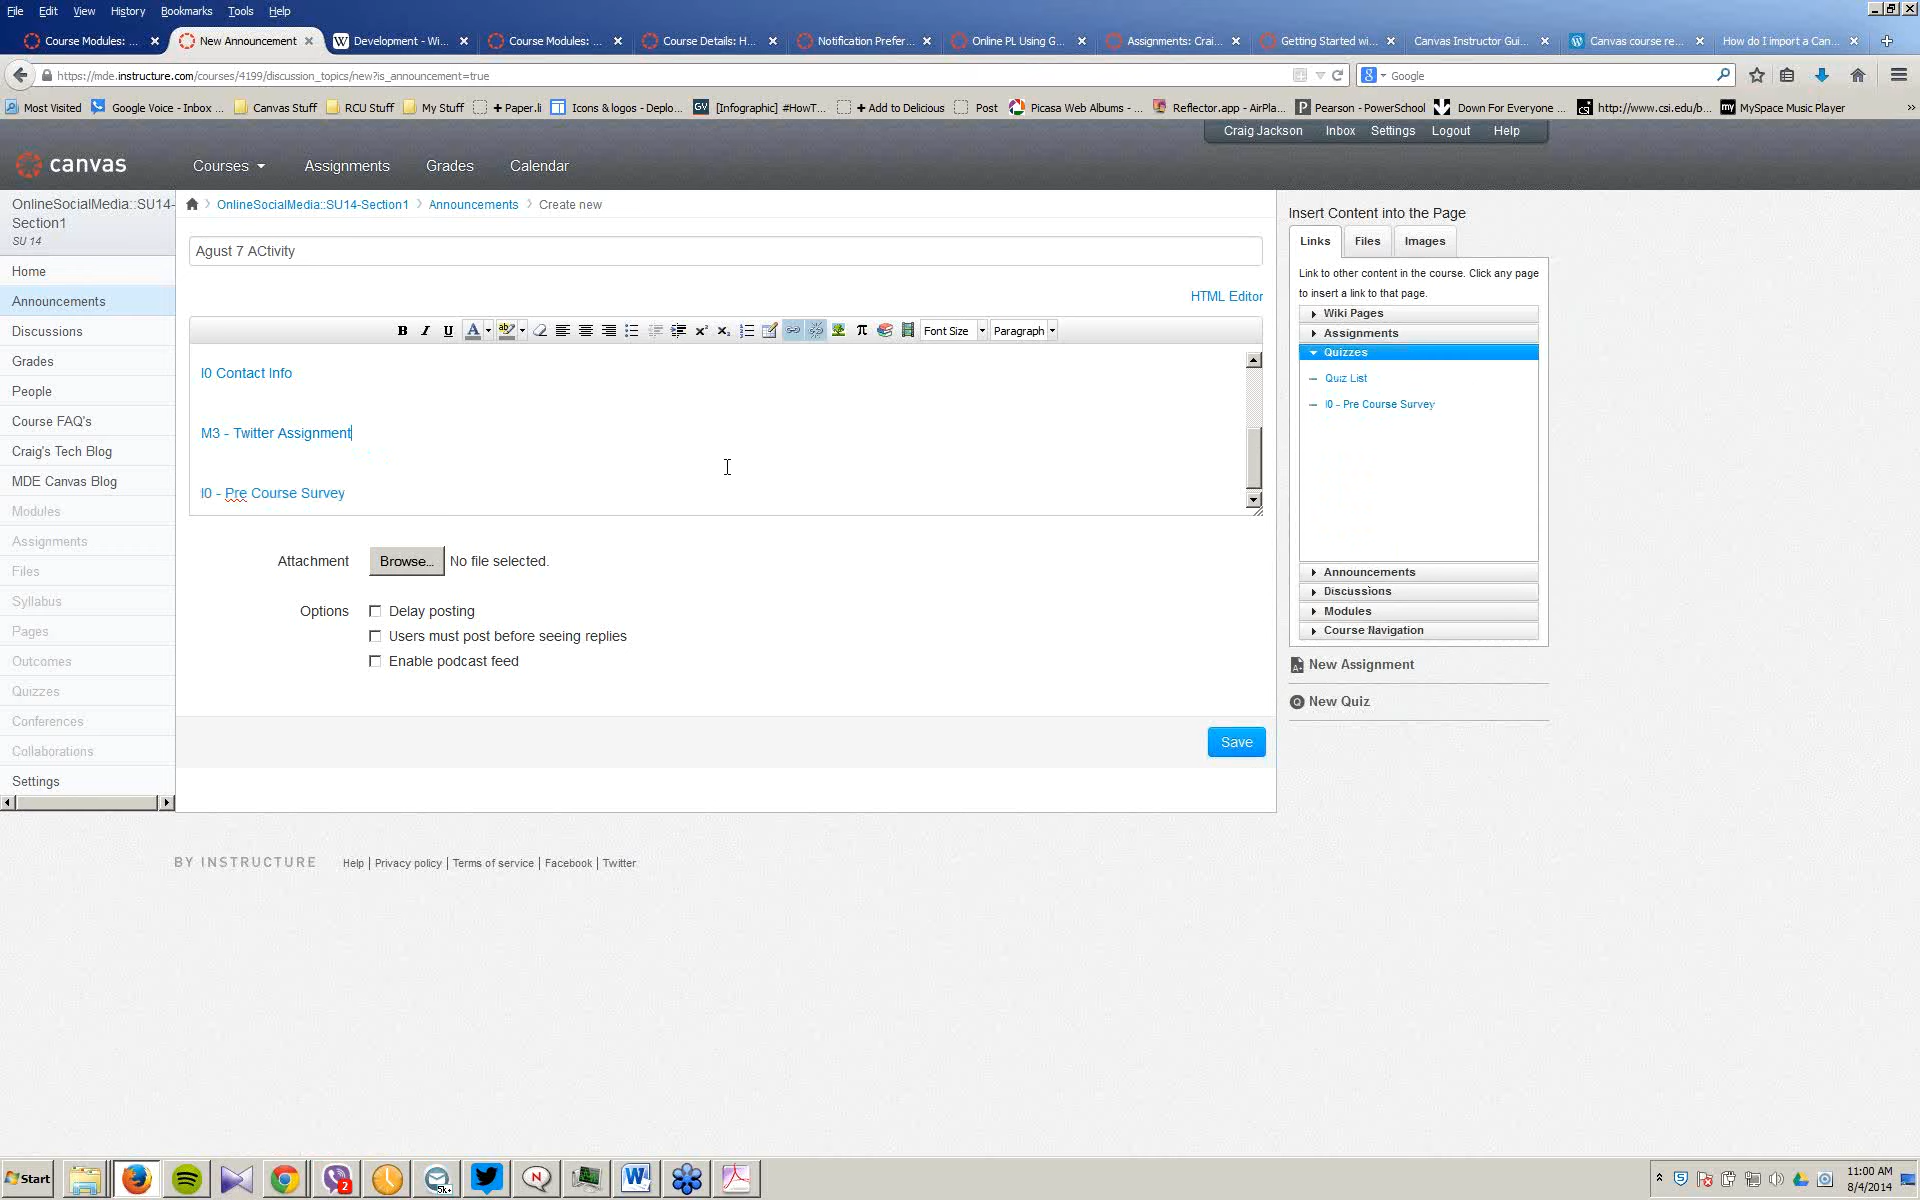 File Edit View History Bookmarks Tools Help
Course Modules: ... New Announcement Development - Wi... Course Modules: ... Course Details: H... Notification Prefer... Online PL Using G... Assignments: Crai... Getting Started wi... Canvas Instructor Gui... Canvas course re... How do I import a Can...
https://mde.instructure.com/courses/4199/discussion_topics/new?is_announcement=true Google
Most Visited Google Voice - Inbox ... Canvas Stuff RCU Stuff My Stuff + Paper.li Icons & logos - Deplo... [Infographic] #HowT... + Add to Delicious Post Picasa Web Albums - ... Reflector.app - AirPla... Pearson - PowerSchool Down For Everyone ... http://www.csi.edu/b... MySpace Music Player
Craig Jackson Inbox Settings Logout Help
canvas Courses Assignments Grades Calendar
OnlineSocialMedia::SU14-
Section1
SU 14
Home
Announcements
Discussions
Grades
People
Course FAQ's
Craig's Tech Blog
MDE Canvas Blog
Modules
Assignments
Files
Syllabus
Pages
Outcomes
Quizzes
Conferences
Collaborations
Settings
OnlineSocialMedia::SU14-Section1 Announcements Create new
Agust 7 ACtivity
HTML Editor
Font Size Paragraph
I0 Contact Info
M3 - Twitter Assignment
I0 - Pre Course Survey
Attachment Browse... No file selected.
Options Delay posting
Users must post before seeing replies
Enable podcast feed
Save
Insert Content into the Page
Links Files Images
Link to other content in the course. Click any page
to insert a link to that page.
Wiki Pages
Assignments
Quizzes
Quiz List
I0 - Pre Course Survey
Announcements
Discussions
Modules
Course Navigation
New Assignment
New Quiz
BY INSTRUCTURE Help Privacy policy Terms of service Facebook Twitter
Start 11:00 AM
8/4/2014